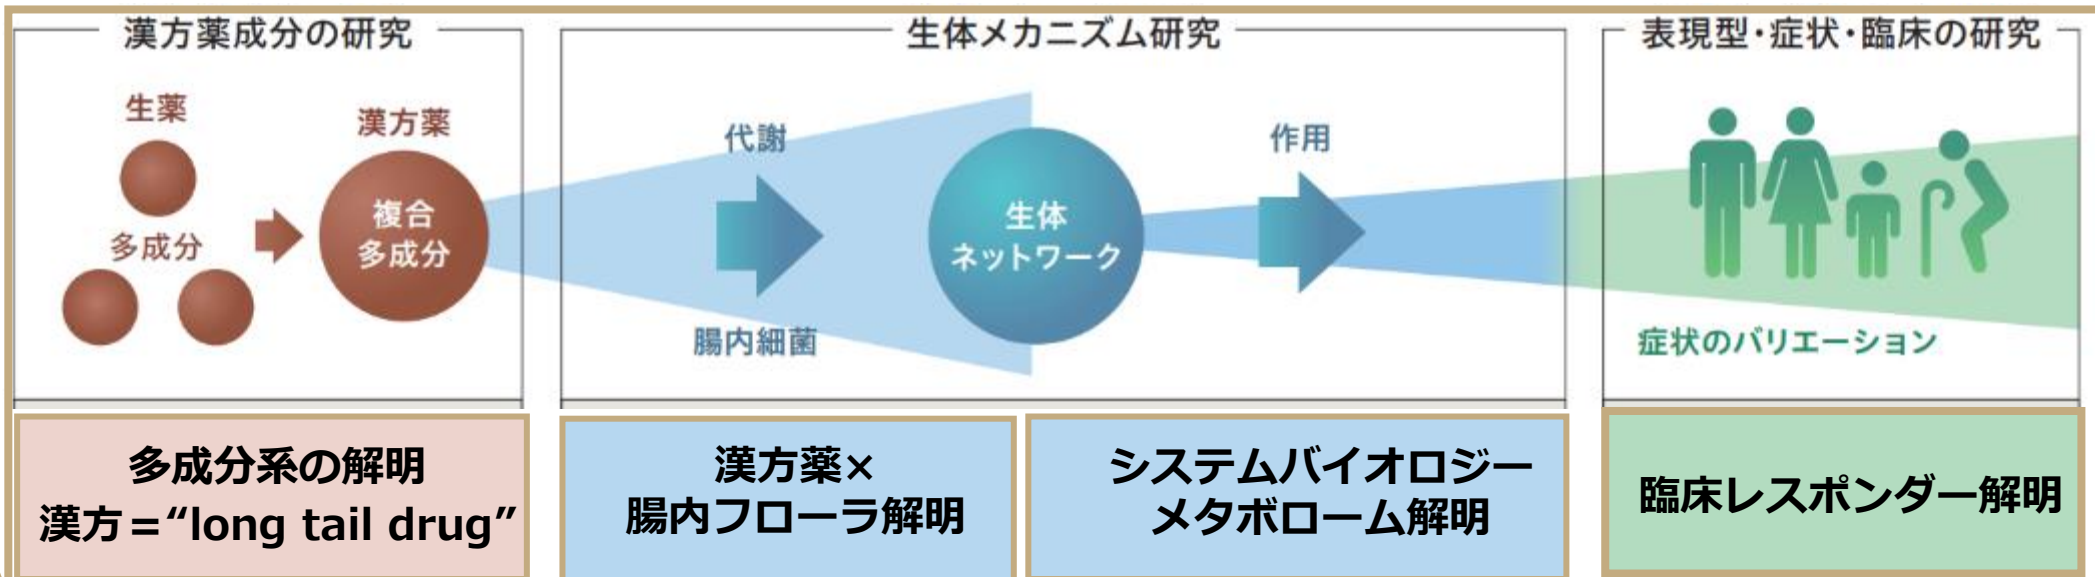 漢方薬成分の研究
生薬
多成分
漢方薬
複合
多成分
生体メカニズム研究
代謝
腸内細菌
生体
ネットワーク
作用
表現型・症状・臨床の研究
症状のバリエーション
多成分系の解明
漢方=“long tail drug”
漢方薬×
腸内フローラ解明
システムバイオロジー
メタボローム解明
臨床レスポンダー解明